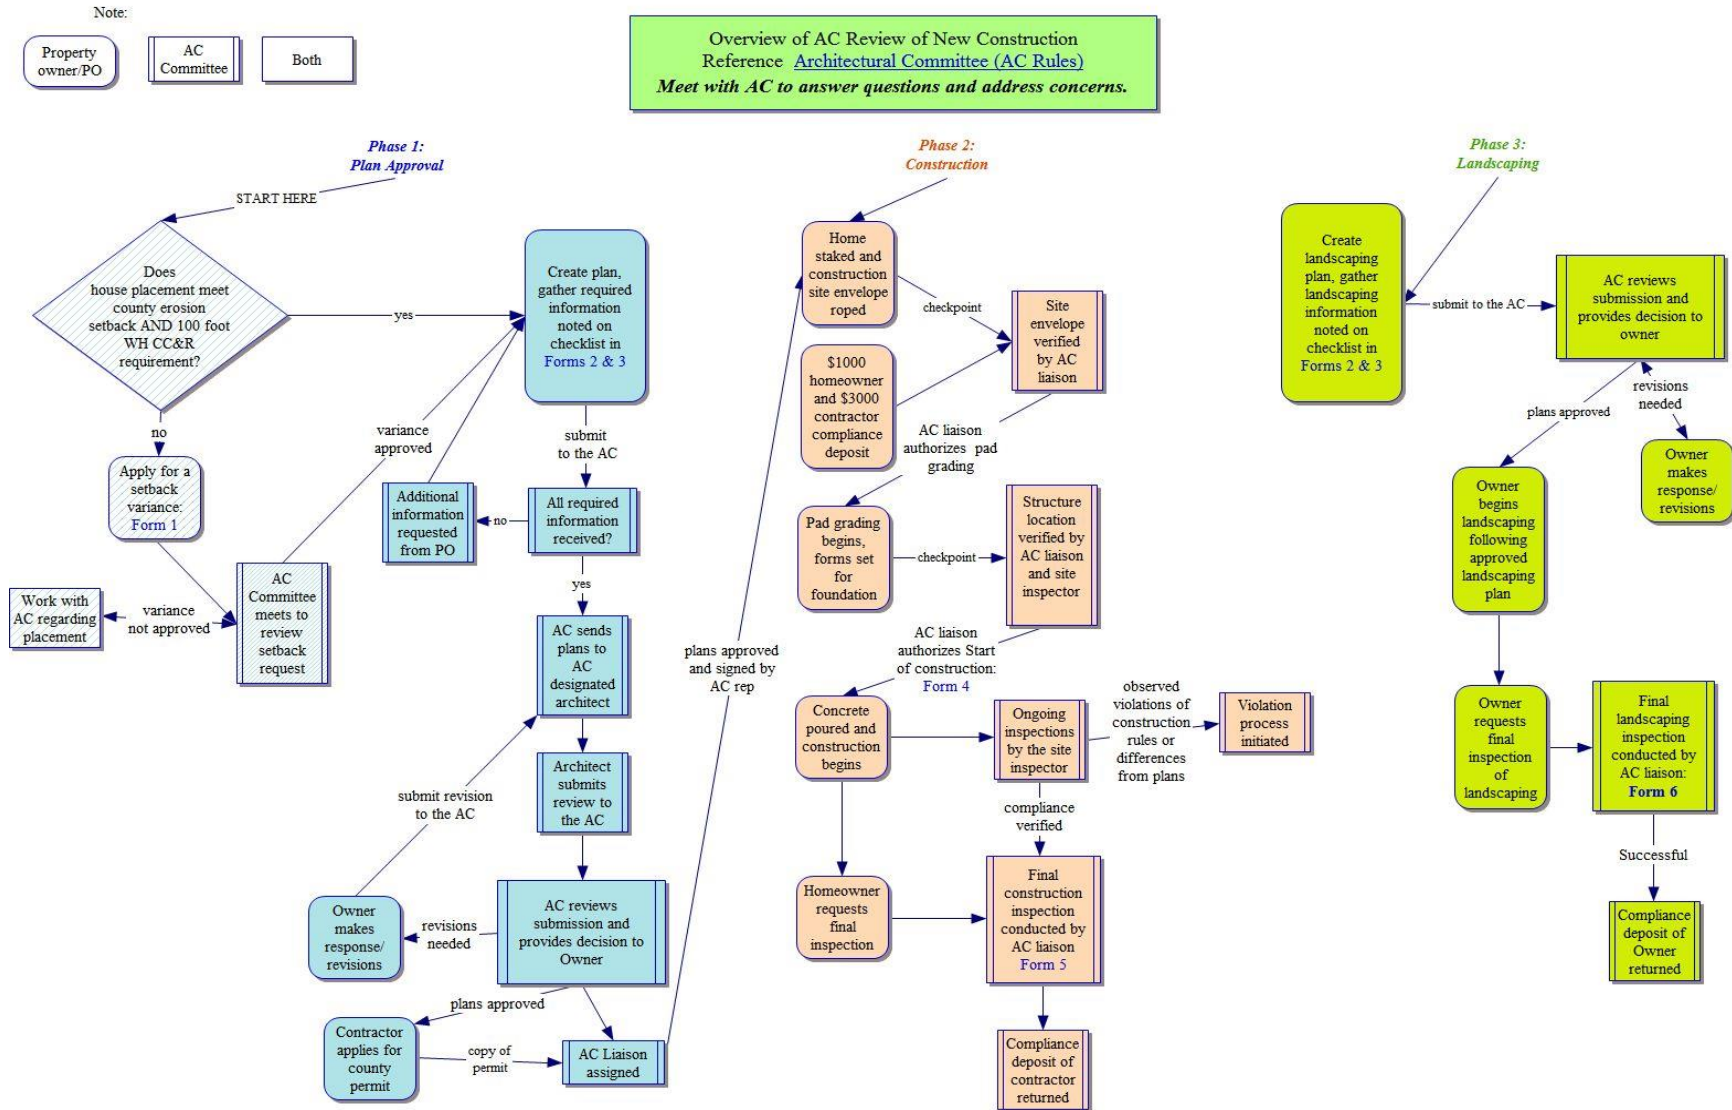 Note:
Property
owner/PO
AC
Committee
Both
Overview of AC Review of New Construction
Reference  Architectural Committee (AC Rules)
Meet with AC to answer questions and address concerns.
Phase 1:
Plan Approval
START HERE
Does
house placement meet
county erosion
setback AND 100 foot
WH CC&R
requirement?
yes
no
Apply for a
setback
variance:
Form 1
Work with
AC regarding
placement
variance
not approved
AC
Committee
meets to
review
setback
request
variance
approved
Create plan,
gather required
information
noted on
checklist in
Forms 2 & 3
submit
to the AC
Additional
information
requested
from PO
no
All required
information
received?
yes
AC sends
plans to
AC
designated
architect
Architect
submits
review to
the AC
submit revision
to the AC
Owner
makes
response/
revisions
revisions
needed
AC reviews
submission and
provides decision to
Owner
plans approved
Contractor
applies for
county
permit
copy of
permit
AC Liaison
assigned
plans approved
and signed by
AC rep
Phase 2:
Construction
Home
staked and
construction
site envelope
roped
checkpoint
Site
envelope
verified
by AC
liaison
$1000
homeowner
and $3000
contractor
compliance
deposit
AC liaison
authorizes  pad
grading
Pad grading
begins,
forms set
for
foundation
checkpoint
Structure
location
verified by
AC liaison
and site
inspector
AC liaison
authorizes Start
of construction:
Form 4
Concrete
poured and
construction
begins
Ongoing
inspections
by the site
inspector
observed
violations of
construction
rules or
differences
from plans
Violation
process
initiated
compliance
verified
Homeowner
requests
final
inspection
Final
construction
inspection
conducted by
AC liaison
Form 5
Compliance
deposit of
contractor
returned
Phase 3:
Landscaping
Create
landscaping
plan, gather
landscaping
information
noted on
checklist in
Forms 2 & 3
submit to the AC
AC reviews
submission and
provides decision to
owner
plans approved
revisions
needed
Owner
makes
response/
revisions
Owner
begins
landscaping
following
approved
landscaping
plan
Owner
requests
final
inspection
of
landscaping
Final
landscaping
inspection
conducted by
AC liaison:
Form 6
Successful
Compliance
deposit of
Owner
returned